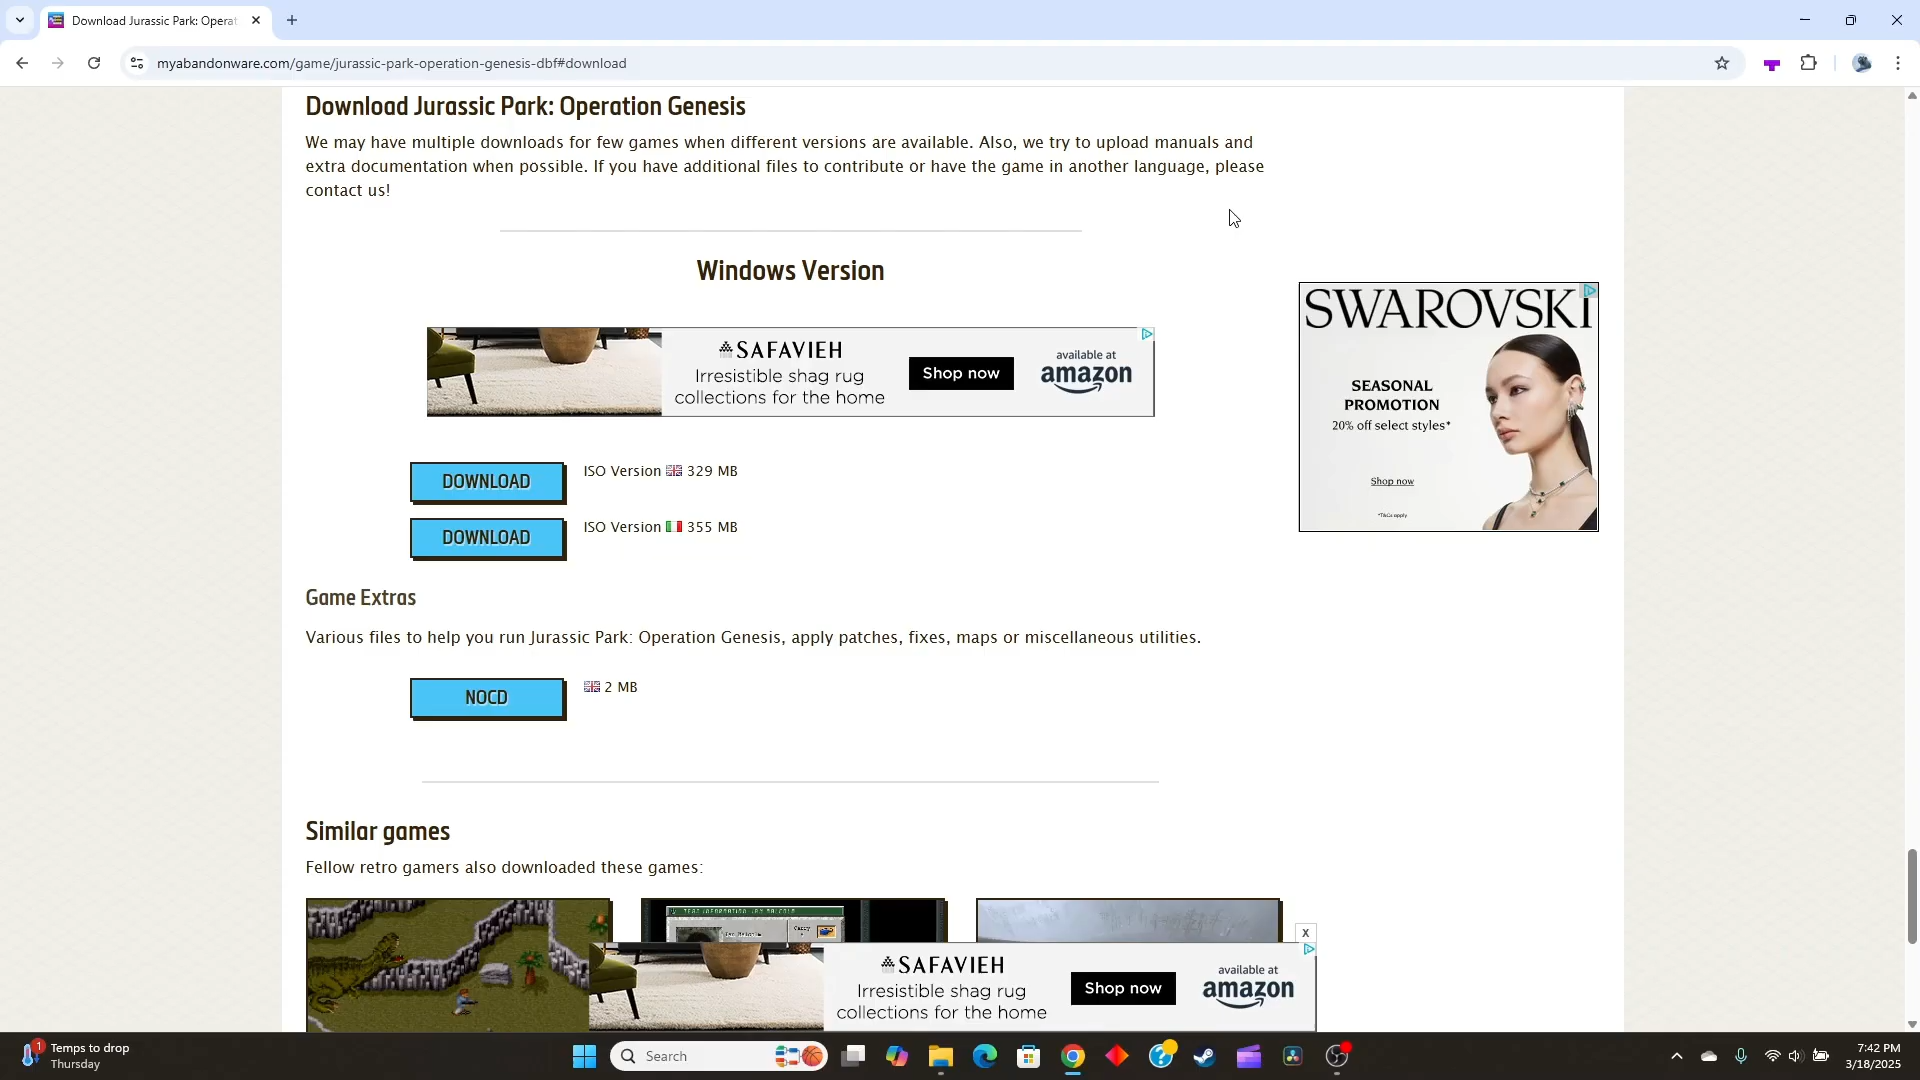 Download Jurassic Park: Operat
myabandonware.com/game/jurassic-park-operation-genesis-dbf#download
Download Jurassic Park: Operation Genesis
We may have multiple downloads for few games when different versions are available. Also, we try to upload manuals and
extra documentation when possible. If you have additional files to contribute or have the game in another language, please
contact us!
Windows Version
SAFAVIEH
Irresistible shag rug
collections for the home
Shop now
available at
amazon
SWAROVSKI
SEASONAL
PROMOTION
20% off select styles*
Shop now
*T&Cs apply
DOWNLOAD
ISO Version 329 MB
DOWNLOAD
ISO Version 355 MB
Game Extras
Various files to help you run Jurassic Park: Operation Genesis, apply patches, fixes, maps or miscellaneous utilities.
NOCD
2 MB
Similar games
Fellow retro gamers also downloaded these games:
X
SAFAVIEH
Irresistible shag rug
collections for the home
Shop now
available at
amazon
1
Temps to drop
Thursday
Search
7:42 PM
3/18/2025